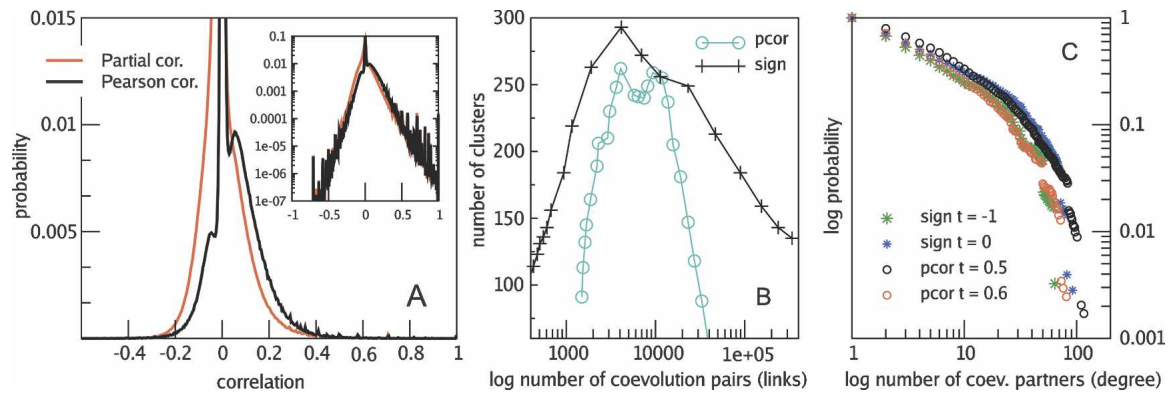 0.015
0.010
0.005
probability
Partial cor.
Pearson cor.
0.1
0.01
0.001
0.0001
1e-05
1e-06
1e-07
-1 -0.5 0 0.5 1
A
-0.4 -0.2 0 0.2 0.4 0.6 0.8 1
correlation
300
250
200
150
100
number of clusters
pcor
sign
B
1000 10000 1e+05
log number of coevolution pairs (links)
C
1
0.1
0.01
0.001
log probability
sign t = -1
sign t = 0
pcor t = 0.5
pcor t = 0.6
1 10 100
log number of coev. partners (degree)